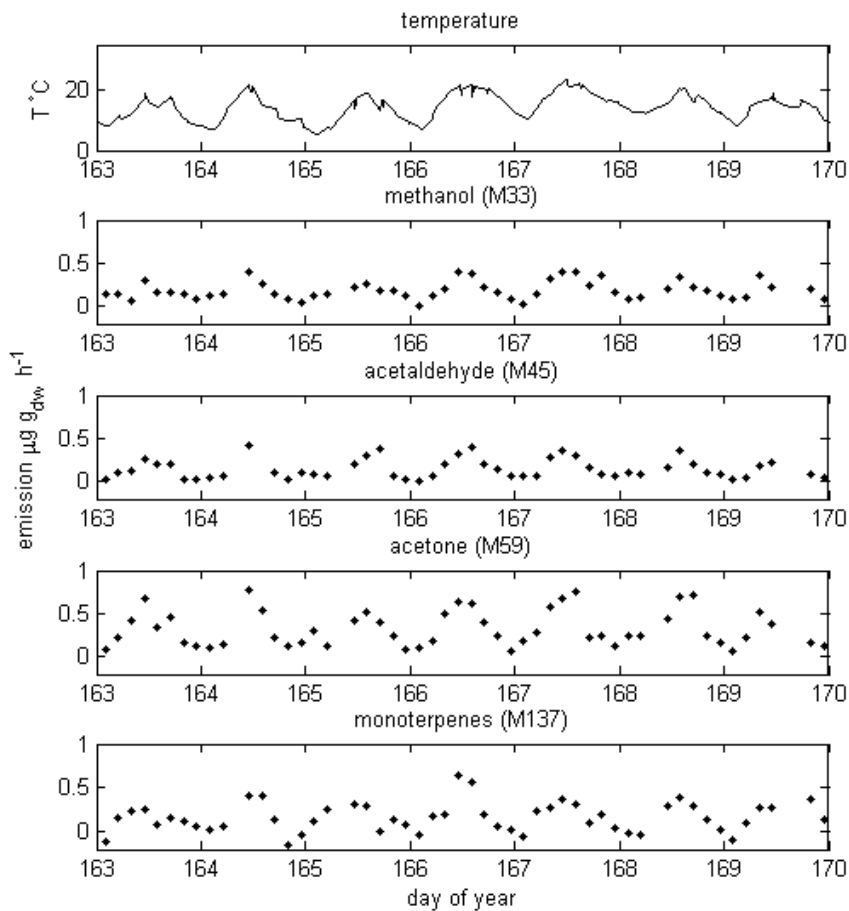 temperature
T °C
20
0
163 164 165 166 167 168 169 170
methanol (M33)
1
0.5
0
163 164 165 166 167 168 169 170
acetaldehyde (M45)
1
0.5
0
163 164 165 166 167 168 169 170
acetone (M59)
1
0.5
0
163 164 165 166 167 168 169 170
monoterpenes (M137)
1
0.5
0
163 164 165 166 167 168 169 170
day of year
emission µg g_dw h⁻¹